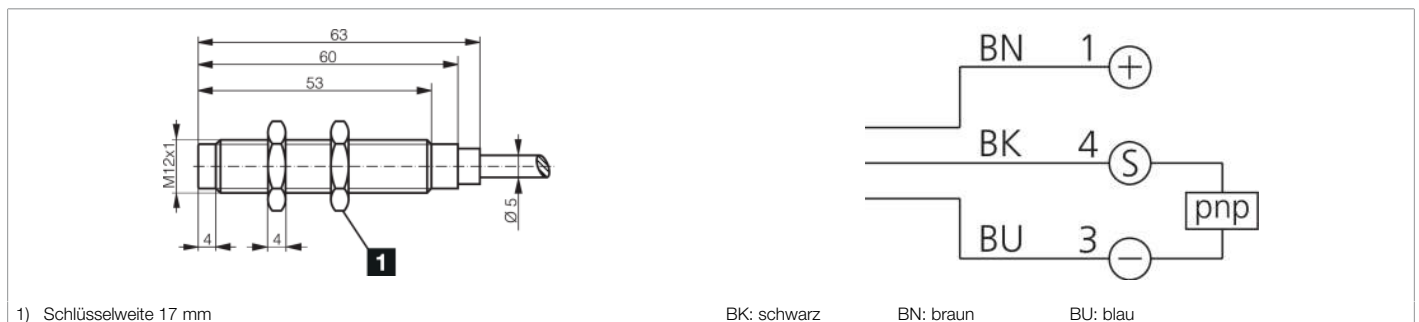 63
60
53
M12x1
4
4
Ø 5
1
BN 1 +
BK 4 S
pnp
BU 3 −
1) Schlüsselweite 17 mm
BK: schwarz BN: braun BU: blau